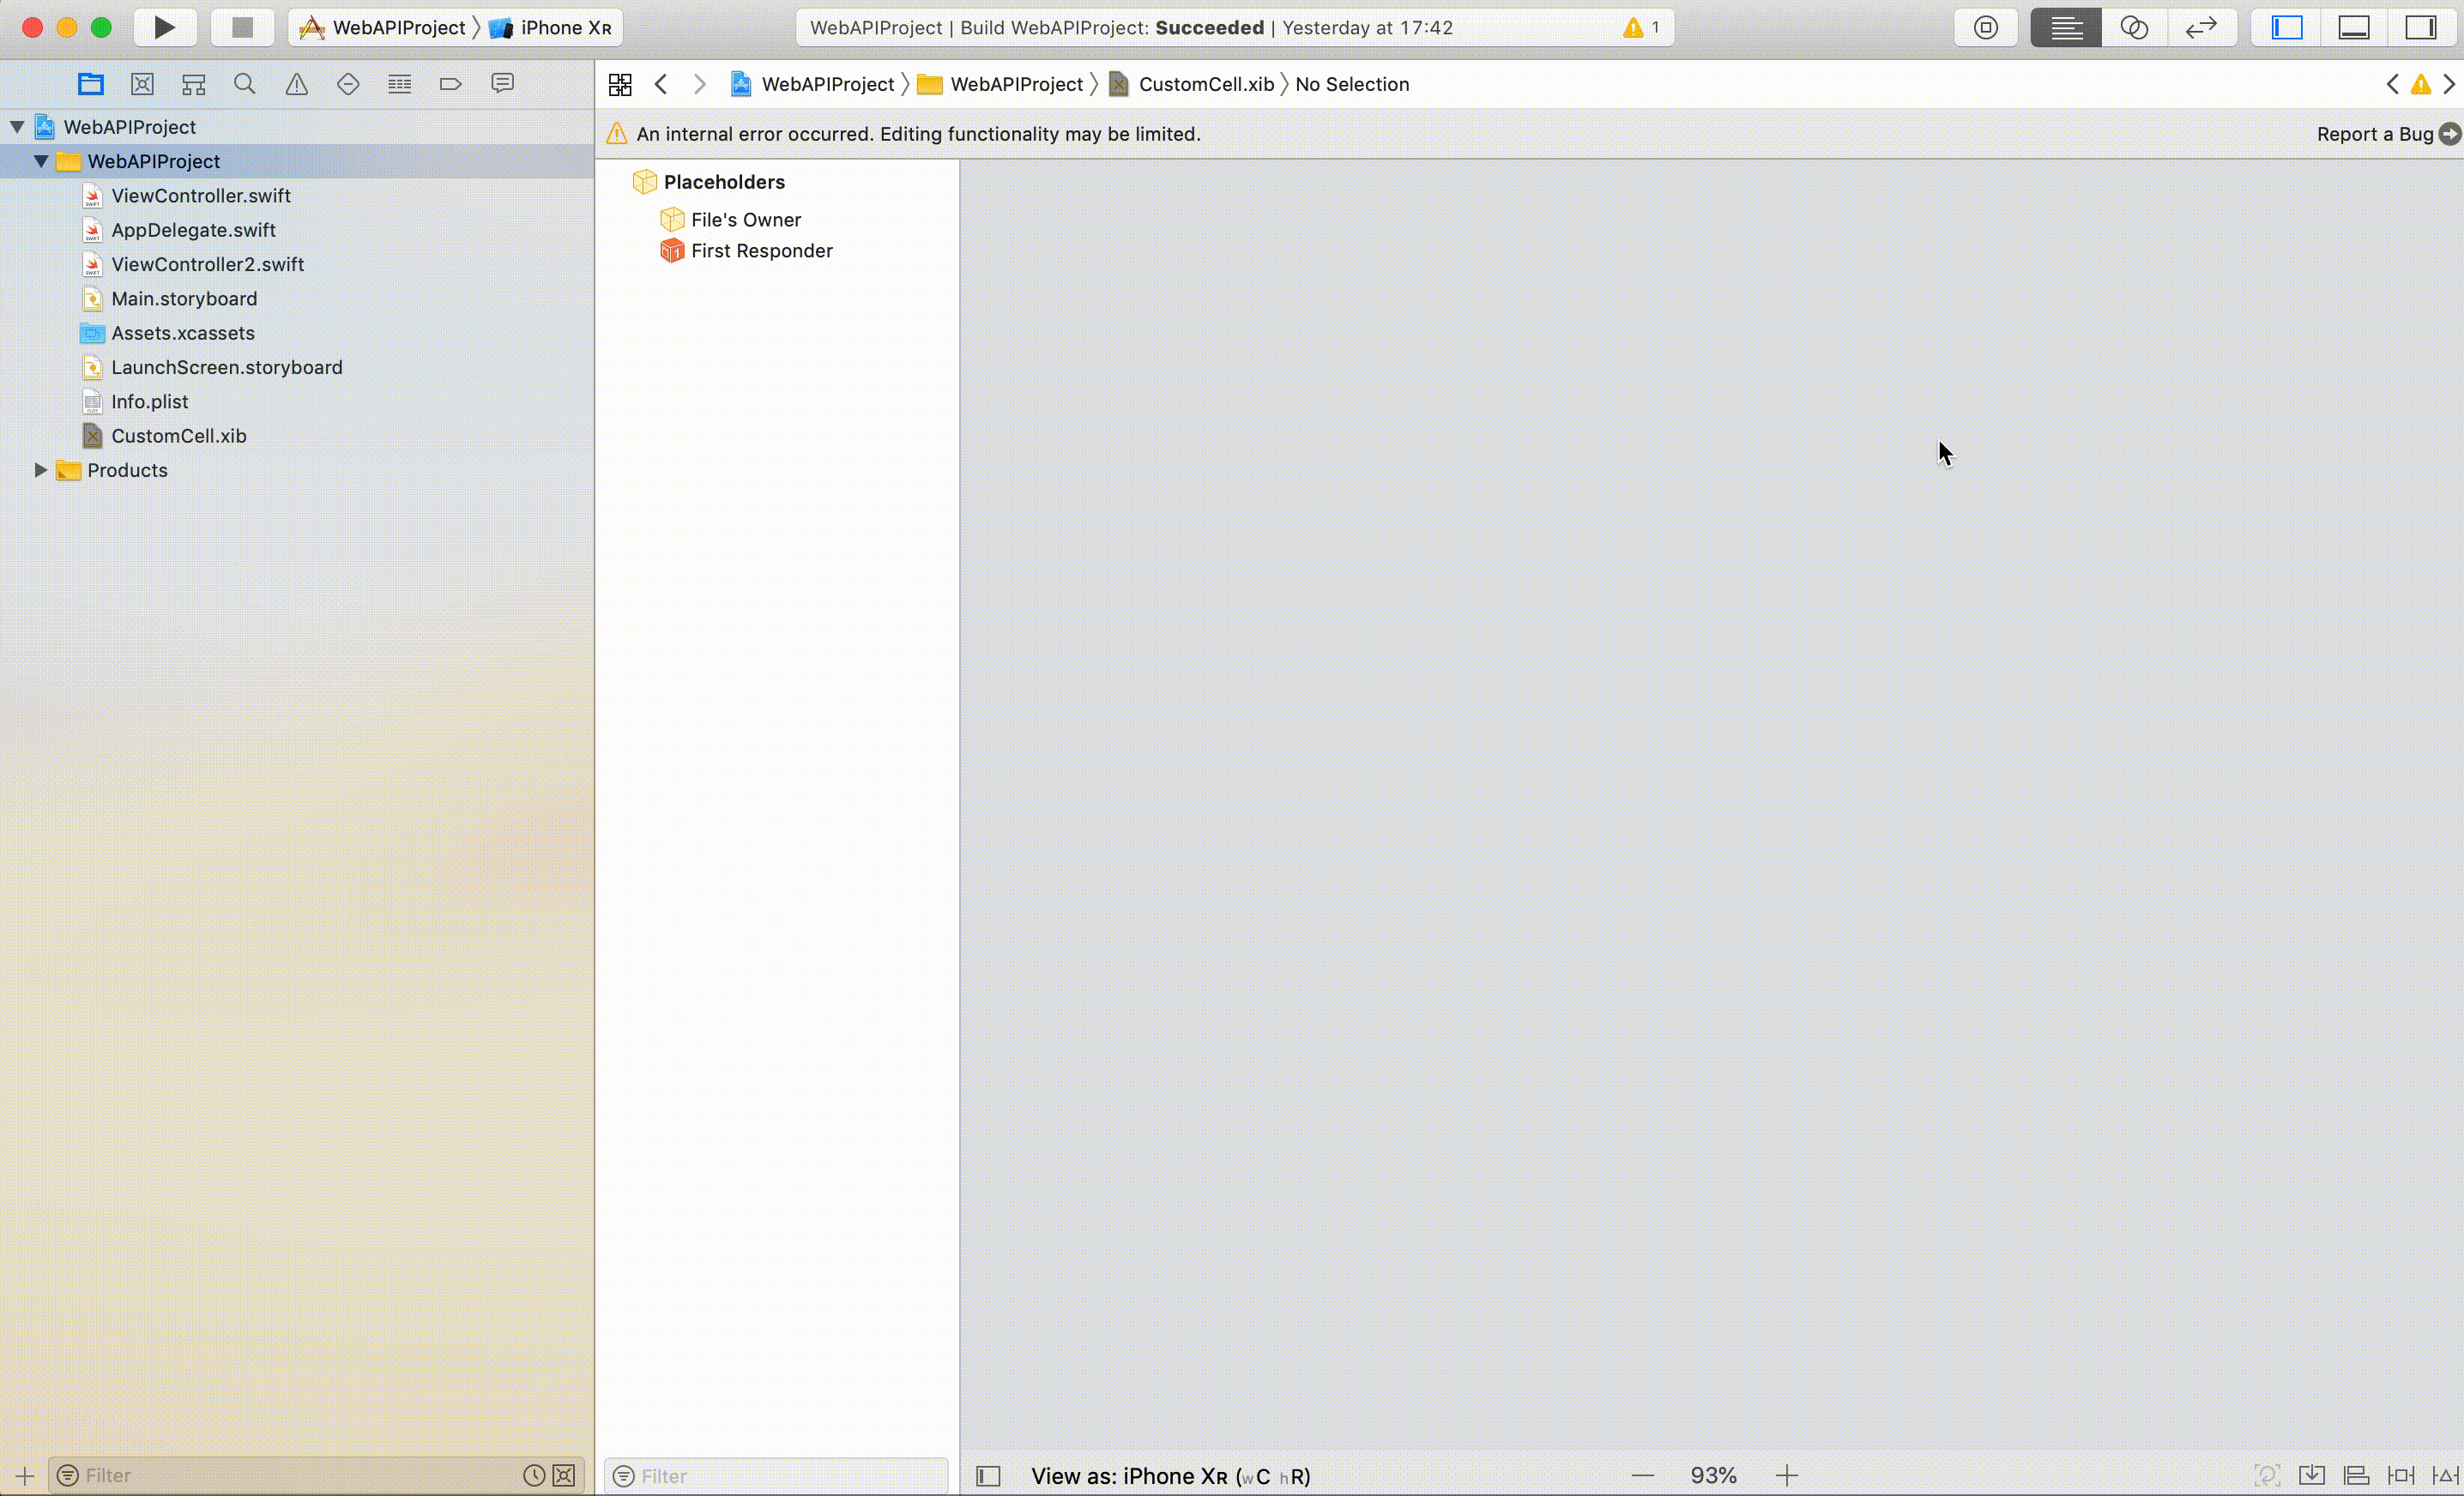 WebAPIProject 〉 iPhone XR
WebAPIProject | Build WebAPIProject: Succeeded | Yesterday at 17:42
1
WebAPIProject 〉 WebAPIProject 〉 CustomCell.xib 〉 No Selection
An internal error occurred. Editing functionality may be limited.
Report a Bug
WebAPIProject
WebAPIProject
ViewController.swift
AppDelegate.swift
ViewController2.swift
Main.storyboard
Assets.xcassets
LaunchScreen.storyboard
Info.plist
CustomCell.xib
Products
Placeholders
File's Owner
First Responder
Filter
Filter
View as: iPhone XR (wC hR)
93%